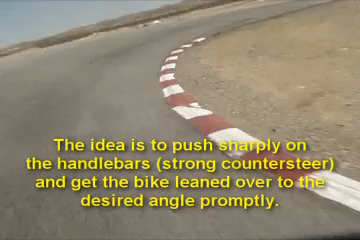 The idea is to push sharply on
the handlebars (strong countersteer)
and get the bike leaned over to the
desired angle promptly.